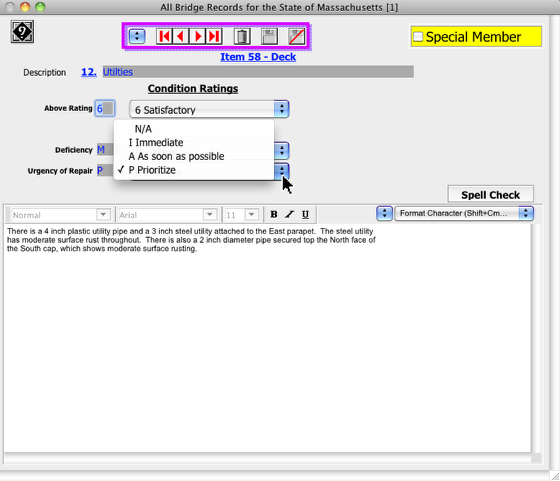 All Bridge Records for the State of Massachusetts [1]
9
Special Member
Item 58 - Deck
Description 12. Utilties
Condition Ratings
Above Rating 6 6 Satisfactory
N/A
I Immediate
Deficiency M
A As soon as possible
Urgency of Repair P
✓ P Prioritize
Spell Check
Normal Arial 11 B I U Format Character (Shift+Cm...
There is a 4 inch plastic utility pipe and a 3 inch steel utility attached to the East parapet. The steel utility
has moderate surface rust throughout. There is also a 2 inch diameter pipe secured top the North face of
the South cap, which shows moderate surface rusting.